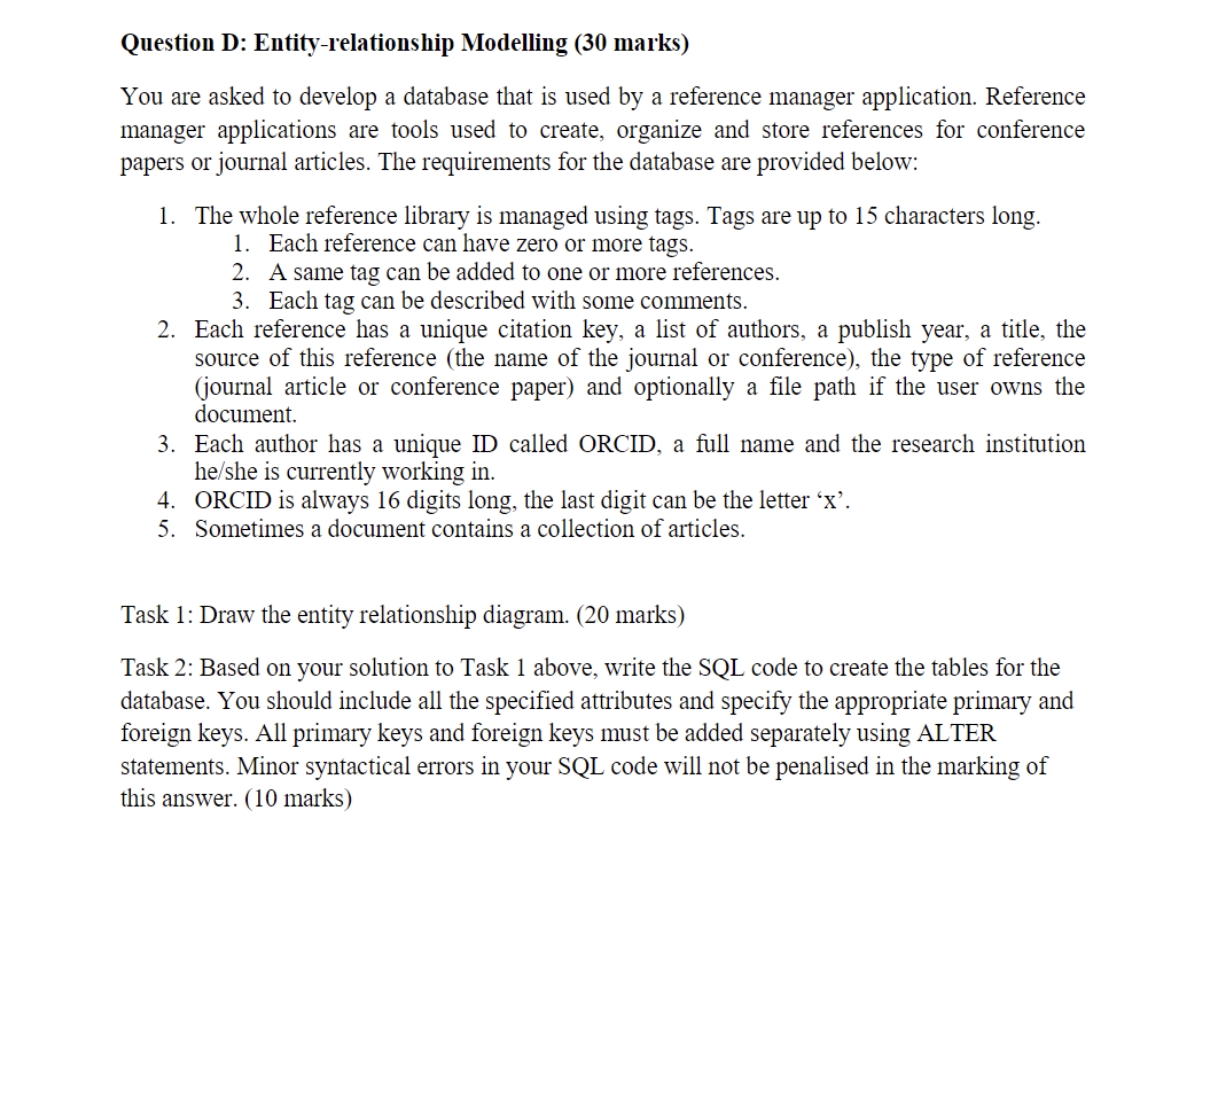 Question D: Entity-relationship Modelling (30 marks)
You are asked to develop a database that is used by a reference manager application. Reference
manager applications are tools used to create, organize and store references for conference
papers or journal articles. The requirements for the database are provided below:
1. The whole reference library is managed using tags. Tags are up to 15 characters long.
1. Each reference can have zero or more tags.
2. A same tag can be added to one or more references.
3. Each tag can be described with some comments.
2. Each reference has a unique citation key, a list of authors, a publish year, a title, the
source of this reference (the name of the journal or conference), the type of reference
(journal article or conference paper) and optionally a file path if the user owns the
document.
3. Each author has a unique ID called ORCID, a full name and the research institution
he/she is currently working in.
4. ORCID is always 16 digits long, the last digit can be the letter ‘x’.
5. Sometimes a document contains a collection of articles.
Task 1: Draw the entity relationship diagram. (20 marks)
Task 2: Based on your solution to Task 1 above, write the SQL code to create the tables for the
database. You should include all the specified attributes and specify the appropriate primary and
foreign keys. All primary keys and foreign keys must be added separately using ALTER
statements. Minor syntactical errors in your SQL code will not be penalised in the marking of
this answer. (10 marks)